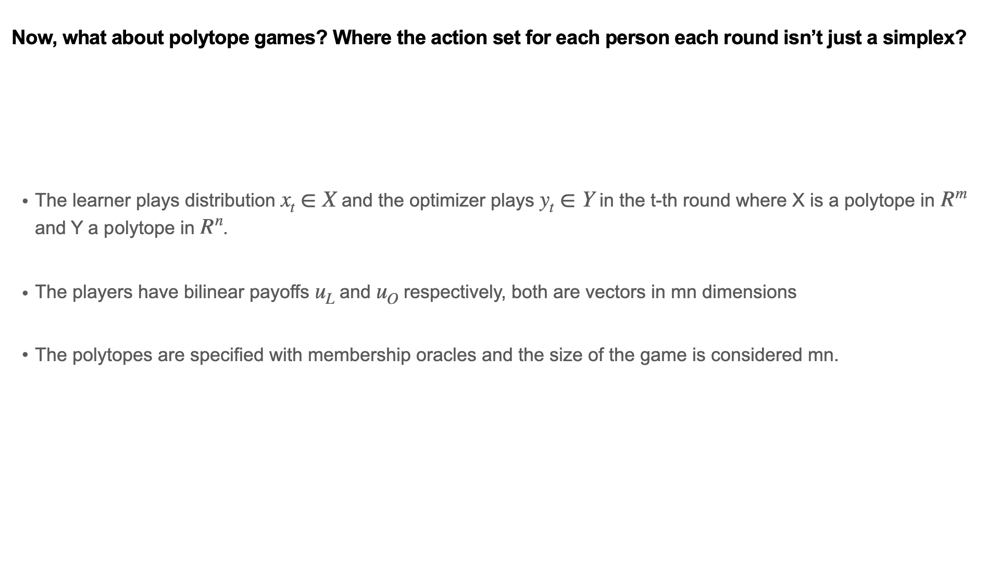 Now, what about polytope games? Where the action set for each person each round isn’t just a simplex?
• The learner plays distribution $x_t \in X$ and the optimizer plays $y_t \in Y$ in the t-th round where X is a polytope in $R^m$
and Y a polytope in $R^n$.
• The players have bilinear payoffs $u_L$ and $u_O$ respectively, both are vectors in mn dimensions
• The polytopes are specified with membership oracles and the size of the game is considered mn.